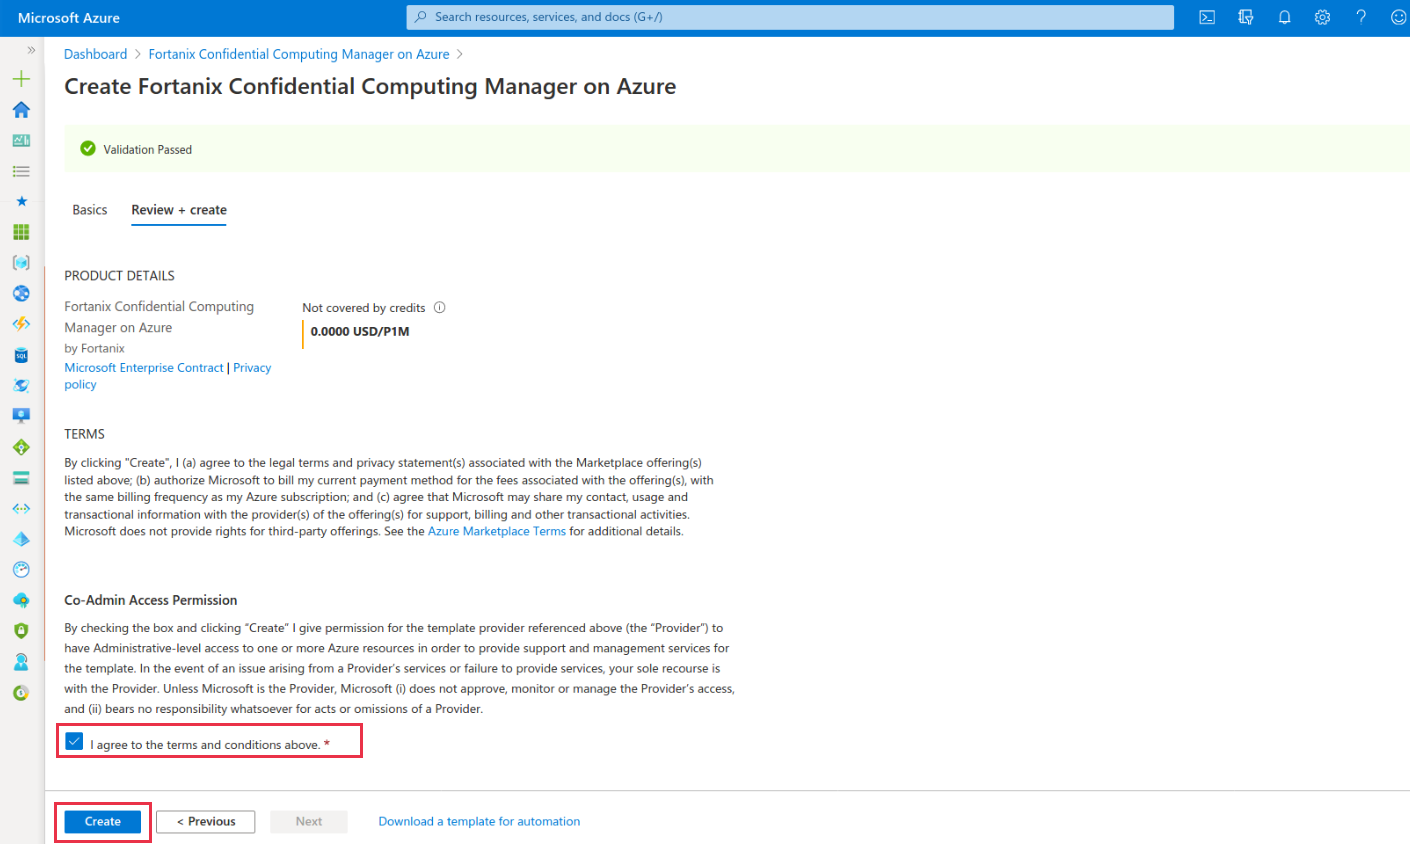 Microsoft Azure
Search resources, services, and docs (G+/)
Dashboard > Fortanix Confidential Computing Manager on Azure >
Create Fortanix Confidential Computing Manager on Azure
Validation Passed
Basics Review + create
PRODUCT DETAILS
Fortanix Confidential Computing
Manager on Azure
by Fortanix
Microsoft Enterprise Contract | Privacy
policy
Not covered by credits
0.0000 USD/P1M
TERMS
By clicking "Create", I (a) agree to the legal terms and privacy statement(s) associated with the Marketplace offering(s)
listed above; (b) authorize Microsoft to bill my current payment method for the fees associated with the offering(s), with
the same billing frequency as my Azure subscription; and (c) agree that Microsoft may share my contact, usage and
transactional information with the provider(s) of the offering(s) for support, billing and other transactional activities.
Microsoft does not provide rights for third-party offerings. See the Azure Marketplace Terms for additional details.
Co-Admin Access Permission
By checking the box and clicking “Create” I give permission for the template provider referenced above (the “Provider”) to
have Administrative-level access to one or more Azure resources in order to provide support and management services for
the template. In the event of an issue arising from a Provider’s services or failure to provide services, your sole recourse is
with the Provider. Unless Microsoft is the Provider, Microsoft (i) does not approve, monitor or manage the Provider’s access,
and (ii) bears no responsibility whatsoever for acts or omissions of a Provider.
I agree to the terms and conditions above. *
Create < Previous Next Download a template for automation